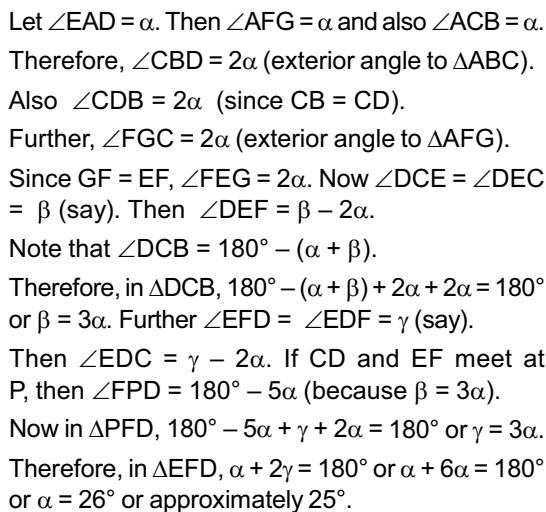 Let ∠EAD = α. Then ∠AFG = α and also ∠ACB = α.
Therefore, ∠CBD = 2α (exterior angle to ΔABC).
Also ∠CDB = 2α (since CB = CD).
Further, ∠FGC = 2α (exterior angle to ΔAFG).
Since GF = EF, ∠FEG = 2α. Now ∠DCE = ∠DEC
= β (say). Then ∠DEF = β – 2α.
Note that ∠DCB = 180° – (α + β).
Therefore, in ΔDCB, 180° – (α + β) + 2α + 2α = 180°
or β = 3α. Further ∠EFD = ∠EDF = γ (say).
Then ∠EDC = γ – 2α. If CD and EF meet at
P, then ∠FPD = 180° – 5α (because β = 3α).
Now in ΔPFD, 180° – 5α + γ + 2α = 180° or γ = 3α.
Therefore, in ΔEFD, α + 2γ = 180° or α + 6α = 180°
or α = 26° or approximately 25°.